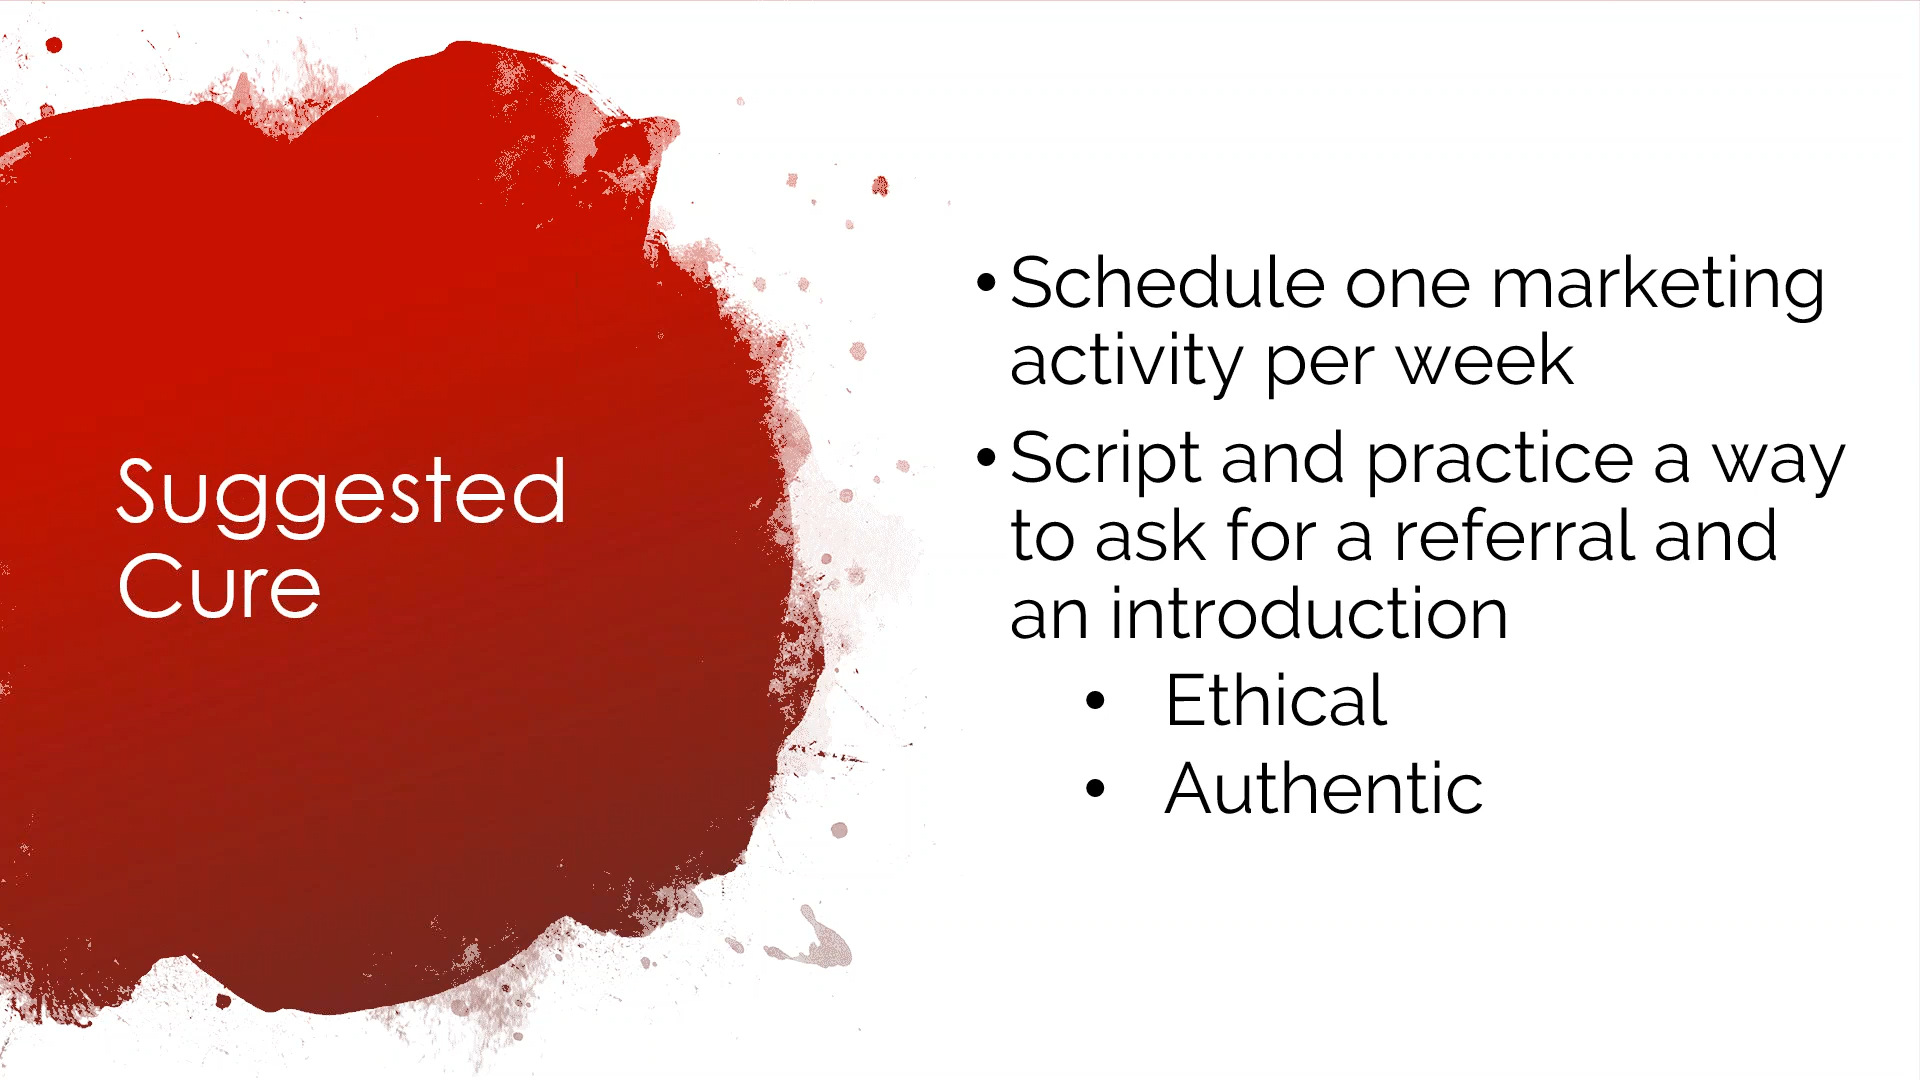 Suggested
Cure
• Schedule one marketing
activity per week
• Script and practice a way
to ask for a referral and
an introduction
• Ethical
• Authentic